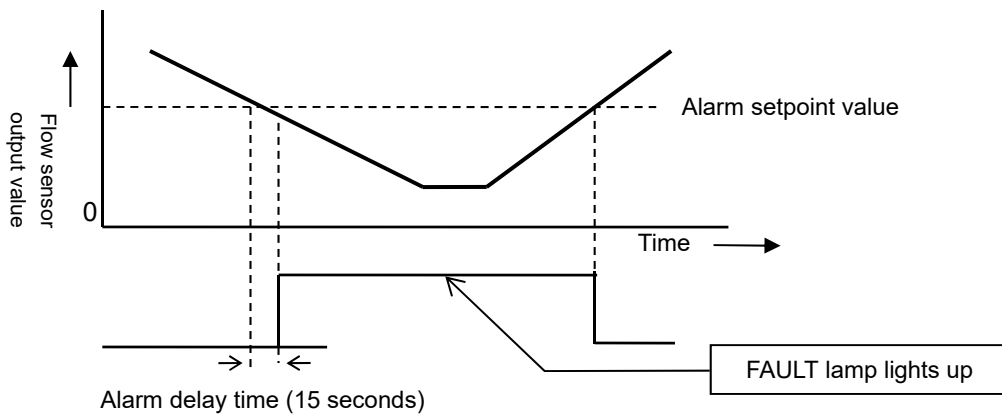 Flow sensor
output value
Alarm setpoint value
0
Time
FAULT lamp lights up
Alarm delay time (15 seconds)